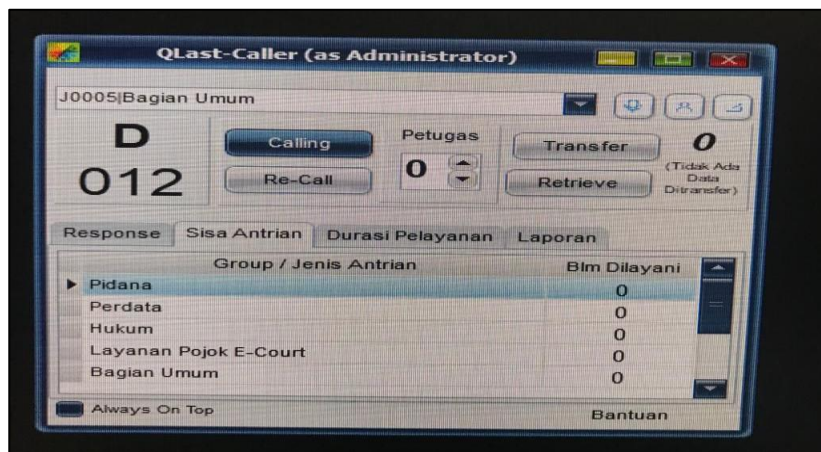 QLast-Caller (as Administrator)
J0005|Bagian Umum
D
012
Calling
Re-Call
Petugas
0
Transfer
Retrieve
0
(Tidak Ada
Data
Ditransfer)
Response Sisa Antrian Durasi Pelayanan Laporan
Group / Jenis Antrian Blm Dilayani
Pidana 0
Perdata 0
Hukum 0
Layanan Pojok E-Court 0
Bagian Umum 0
Always On Top Bantuan